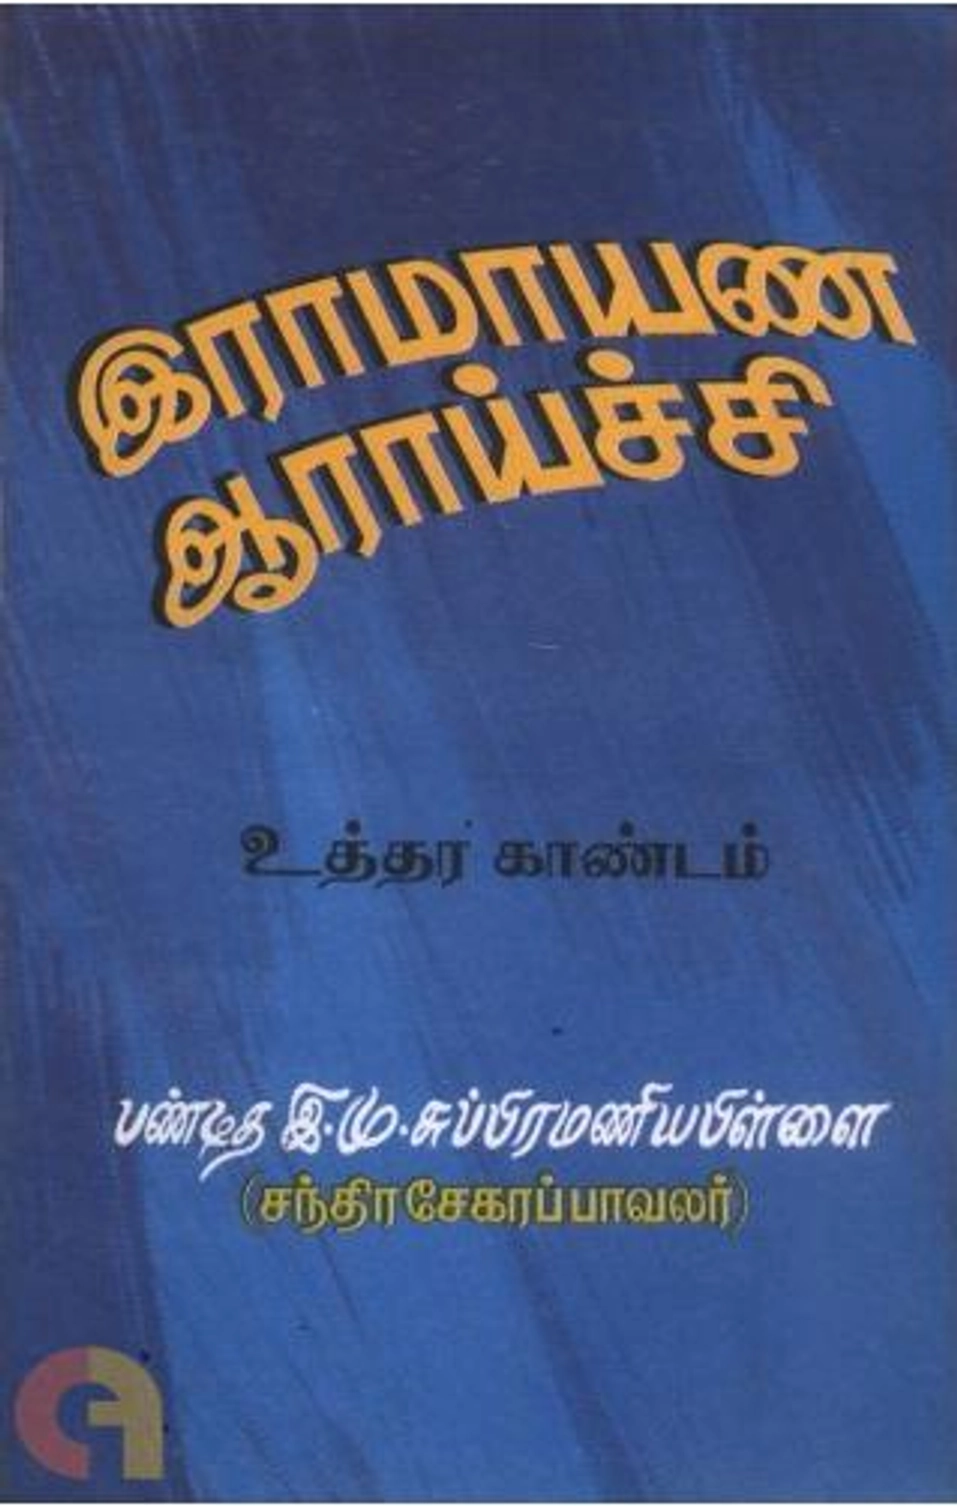 இராமாயண
ஆராய்ச்சி
உத்தர காண்டம்
பண்டித இ.மு.சுப்பிரமணியபிள்ளை
(சந்திரசேகரப்பாவலர்)